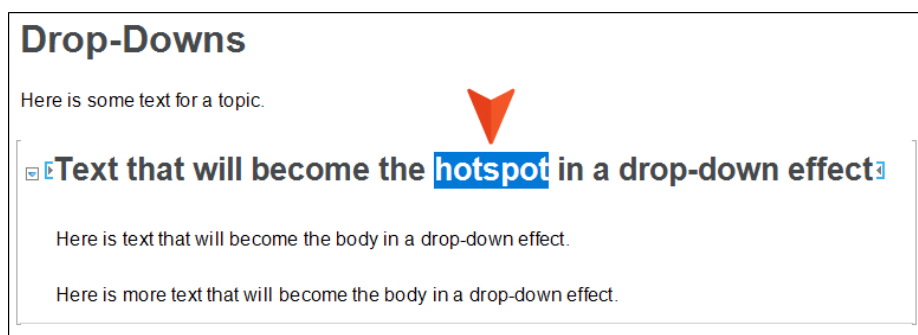 Drop-Downs
Here is some text for a topic.
Text that will become the hotspot in a drop-down effect
Here is text that will become the body in a drop-down effect.
Here is more text that will become the body in a drop-down effect.